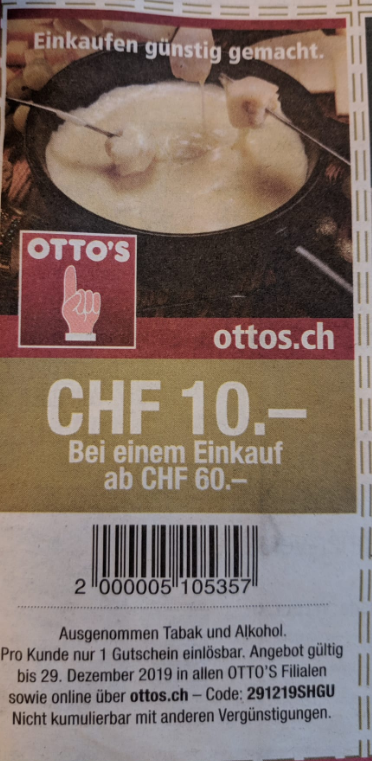 Einkaufen günstig gemacht.
OTTO'S
ottos.ch
CHF 10.–
Bei einem Einkauf
ab CHF 60.–
2 000005 105357
Ausgenommen Tabak und Alkohol.
Pro Kunde nur 1 Gutschein einlösbar. Angebot gültig
bis 29. Dezember 2019 in allen OTTO'S Filialen
sowie online über ottos.ch – Code: 291219SHGU
Nicht kumulierbar mit anderen Vergünstigungen.